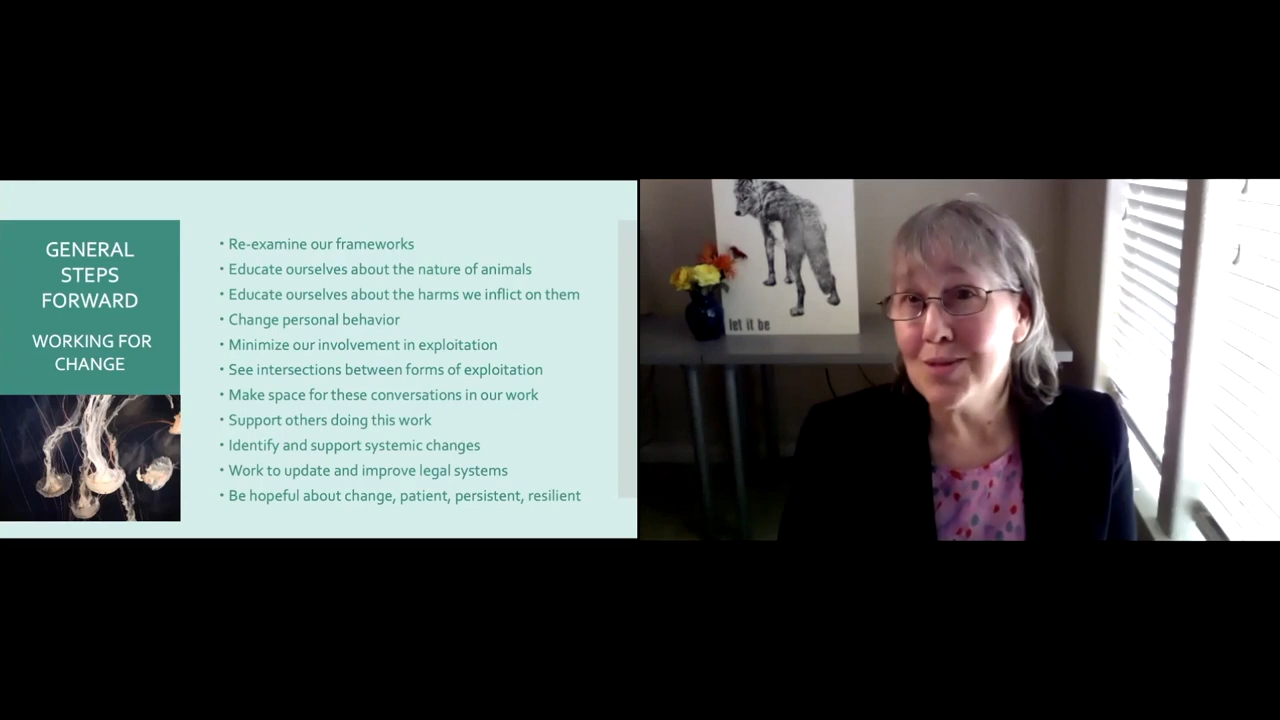 GENERAL
STEPS
FORWARD
WORKING FOR
CHANGE
• Re-examine our frameworks
• Educate ourselves about the nature of animals
• Educate ourselves about the harms we inflict on them
• Change personal behavior
• Minimize our involvement in exploitation
• See intersections between forms of exploitation
• Make space for these conversations in our work
• Support others doing this work
• Identify and support systemic changes
• Work to update and improve legal systems
• Be hopeful about change, patient, persistent, resilient
let it be